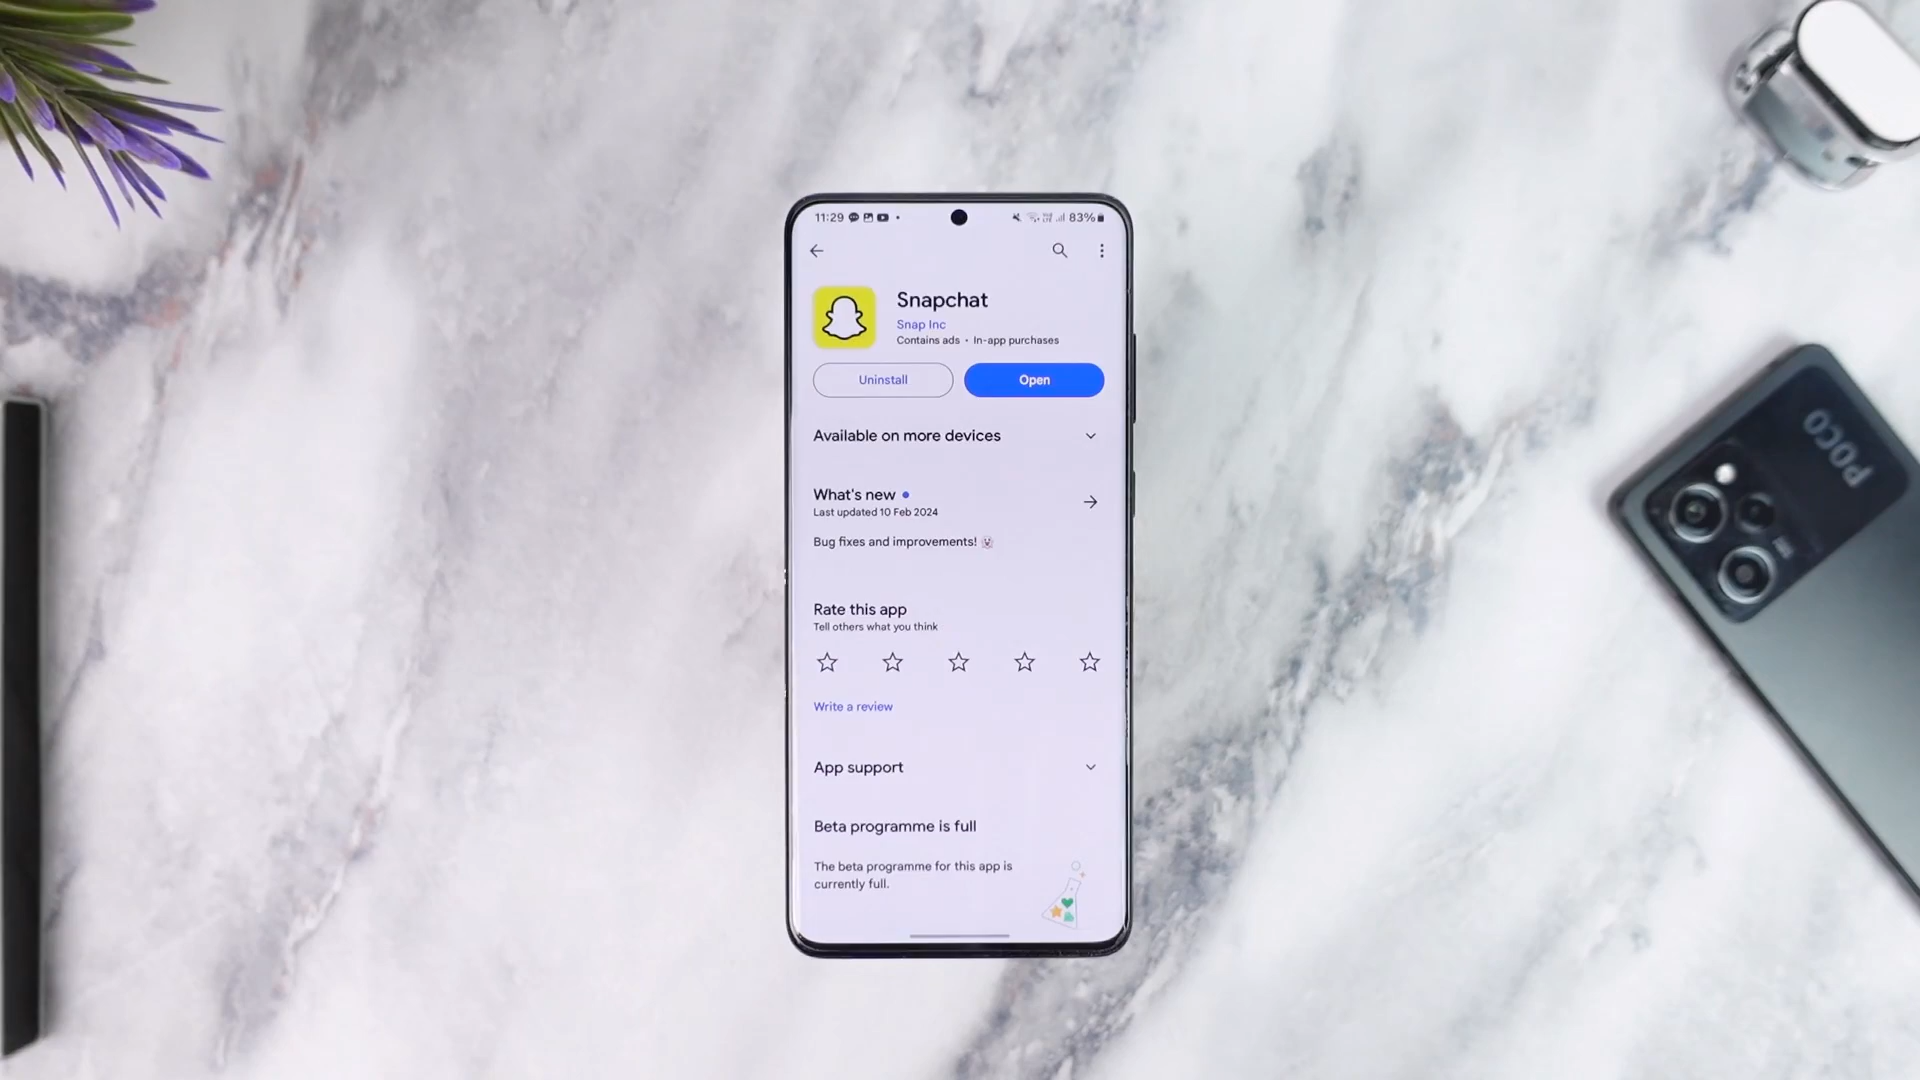 11:29
83%
Snapchat
Snap Inc
Contains ads • In-app purchases
Uninstall
Open
Available on more devices
What's new
Last updated 10 Feb 2024
Bug fixes and improvements!
Rate this app
Tell others what you think
Write a review
App support
Beta programme is full
The beta programme for this app is
currently full.
POCO